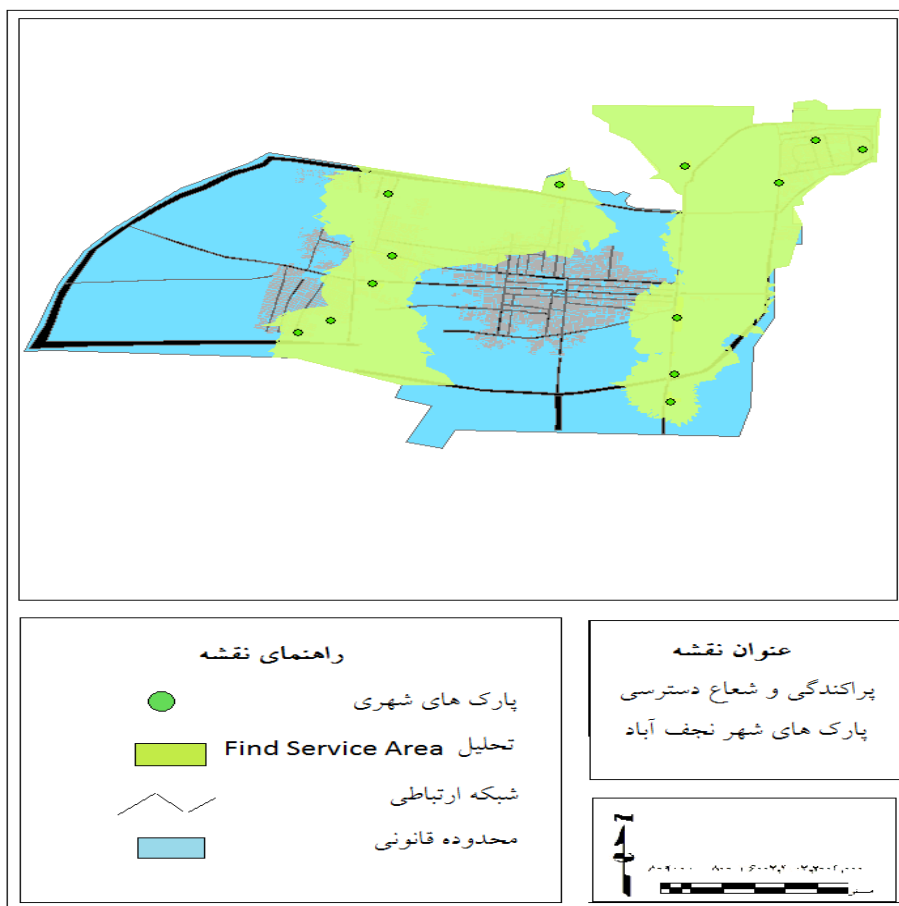 راهنمای نقشه
پارک های شهری
تحلیل Find Service Area
شبکه ارتباطی
محدوده قانونی
عنوان نقشه
پراکندگی و شعاع دسترسی
پارک های شهر نجف آباد